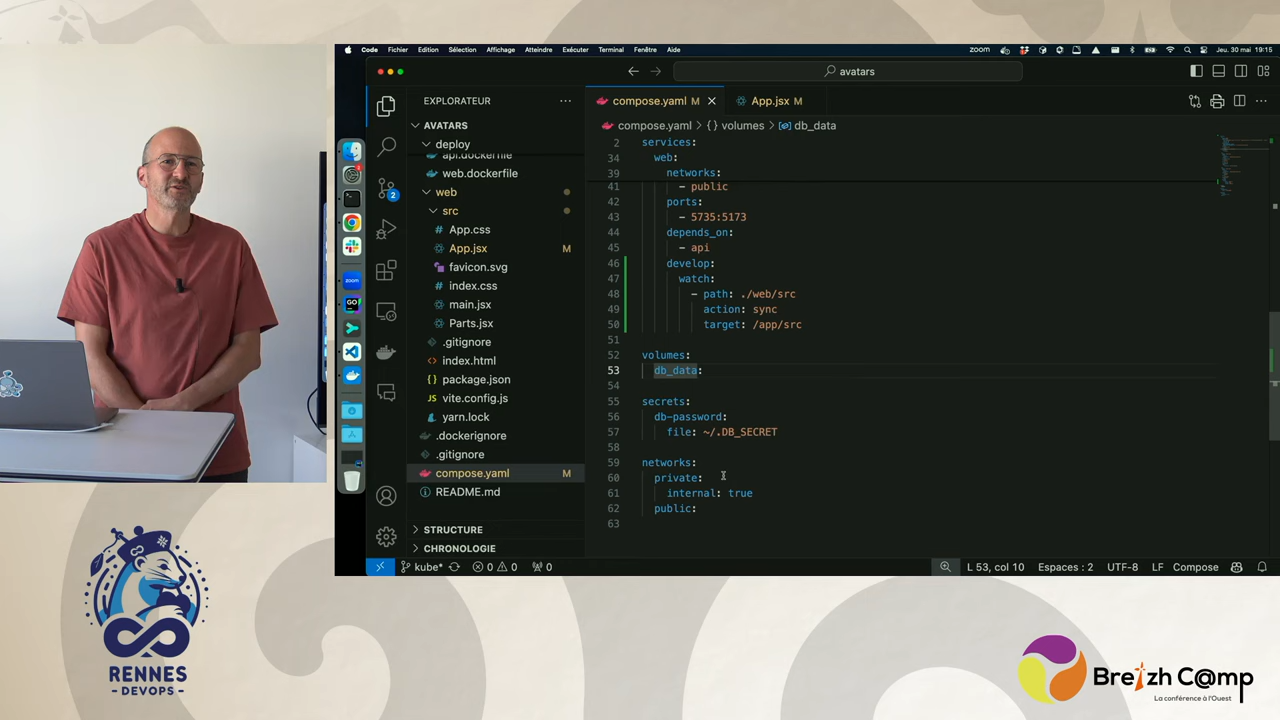 Code Fichier Edition Sélection Affichage Atteindre Exécuter Terminal Fenêtre Aide
zoom
Jeu. 30 mai 19:15
avatars
EXPLORATEUR
AVATARS
deploy
api.dockerfile
web.dockerfile
web
src
App.css
App.jsx M
favicon.svg
index.css
main.jsx
Parts.jsx
.gitignore
index.html
package.json
vite.config.js
yarn.lock
.dockerignore
.gitignore
compose.yaml M
README.md
STRUCTURE
CHRONOLOGIE
2
zoom
GO
compose.yaml M
App.jsx M
compose.yaml > {} volumes > db_data
2 services:
34 web:
39 networks:
41 - public
42 ports:
43 - 5735:5173
44 depends_on:
45 - api
46 develop:
47 watch:
48 - path: ./web/src
49 action: sync
50 target: /app/src
51
52 volumes:
53 db_data:
54
55 secrets:
56 db-password:
57 file: ~/.DB_SECRET
58
59 networks:
60 private:
61 internal: true
62 public:
63
kube* 0 0 0
L 53, col 10 Espaces : 2 UTF-8 LF Compose
RENNES
- DEVOPS -
Breizh C@mp
La conférence à l'Ouest